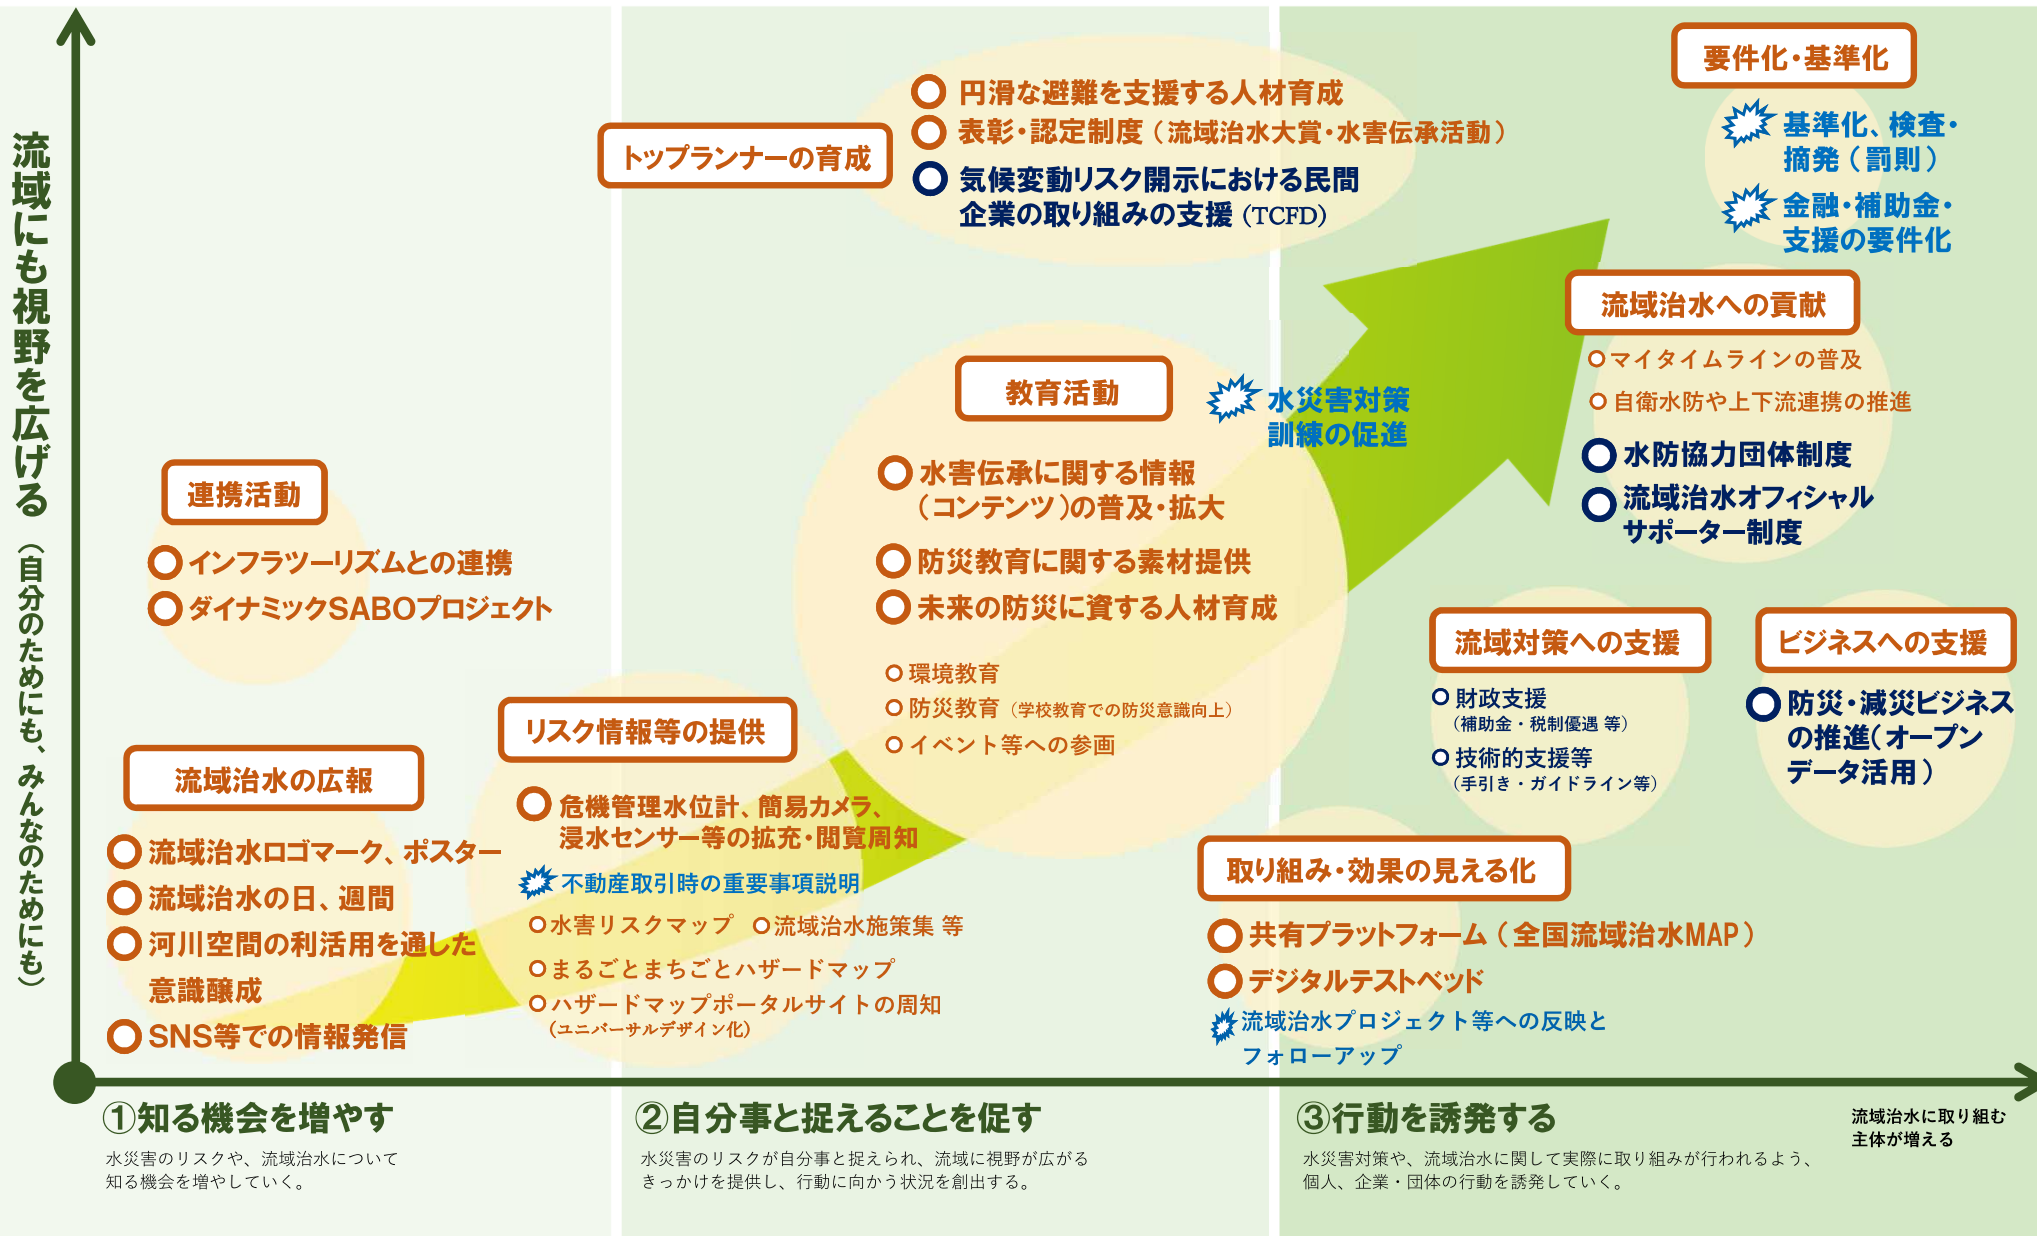 流域にも視野を広げる（自分のためにも、みんなのためにも）
要件化・基準化
基準化、検査・
摘発（罰則）
金融・補助金・
支援の要件化
トップランナーの育成
円滑な避難を支援する人材育成
表彰・認定制度（流域治水大賞・水害伝承活動）
気候変動リスク開示における民間
企業の取り組みの支援（TCFD）
流域治水への貢献
マイタイムラインの普及
自衛水防や上下流連携の推進
水防協力団体制度
流域治水オフィシャル
サポーター制度
教育活動
水災害対策
訓練の促進
水害伝承に関する情報
（コンテンツ）の普及・拡大
防災教育に関する素材提供
未来の防災に資する人材育成
環境教育
防災教育（学校教育での防災意識向上）
イベント等への参画
連携活動
インフラツーリズムとの連携
ダイナミックSABOプロジェクト
流域対策への支援
財政支援
（補助金・税制優遇 等）
技術的支援等
（手引き・ガイドライン等）
ビジネスへの支援
防災・減災ビジネス
の推進（オープン
データ活用）
リスク情報等の提供
危機管理水位計、簡易カメラ、
浸水センサー等の拡充・閲覧周知
不動産取引時の重要事項説明
水害リスクマップ ○流域治水施策集 等
まるごとまちごとハザードマップ
ハザードマップポータルサイトの周知
（ユニバーサルデザイン化）
流域治水の広報
流域治水ロゴマーク、ポスター
流域治水の日、週間
河川空間の利活用を通した
意識醸成
SNS等での情報発信
取り組み・効果の見える化
共有プラットフォーム（全国流域治水MAP）
デジタルテストベッド
流域治水プロジェクト等への反映と
フォローアップ
①知る機会を増やす
水災害のリスクや、流域治水について
知る機会を増やしていく。
②自分事と捉えることを促す
水災害のリスクが自分事と捉えられ、流域に視野が広がる
きっかけを提供し、行動に向かう状況を創出する。
③行動を誘発する
水災害対策や、流域治水に関して実際に取り組みが行われるよう、
個人、企業・団体の行動を誘発していく。
流域治水に取り組む
主体が増える